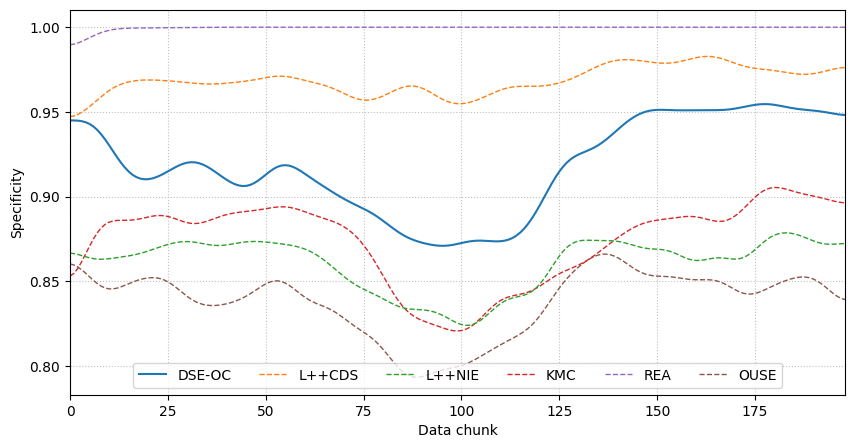 1.00
0.95
0.90
0.85
0.80
Specificity
DSE-OC L++CDS L++NIE KMC REA OUSE
0 25 50 75 100 125 150 175
Data chunk